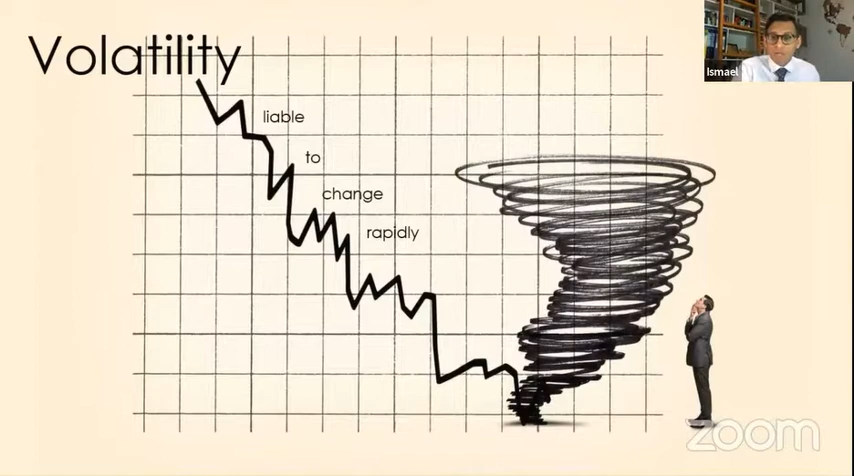 Volatility
Ismael
liable
to
change
rapidly
zoom